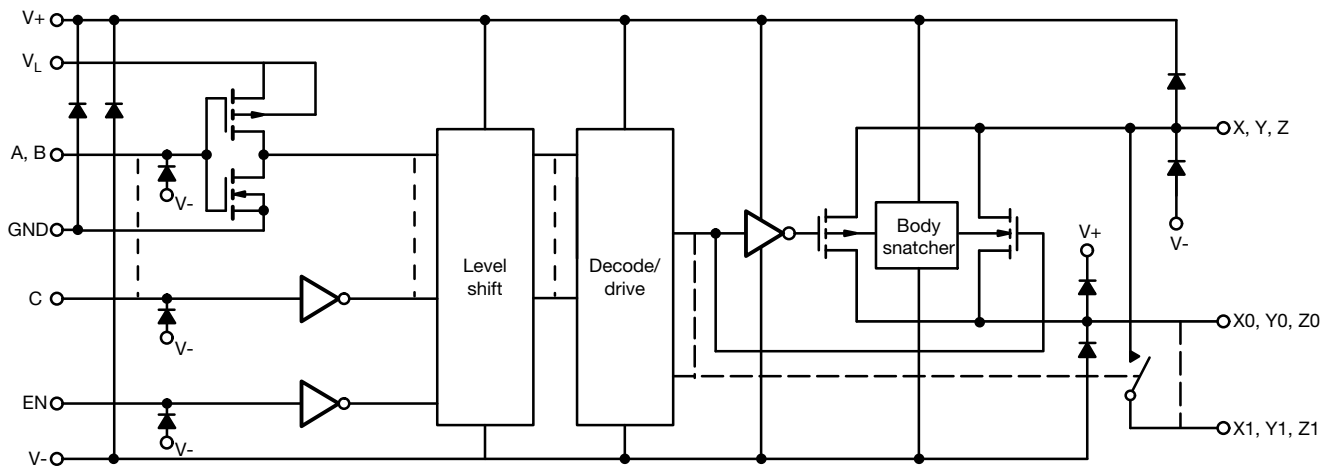 V+
VL
A, B
V-
GND
C
V-
EN
V-
V-
Level
shift
Decode/
drive
Body
snatcher
X, Y, Z
V-
V+
X0, Y0, Z0
X1, Y1, Z1